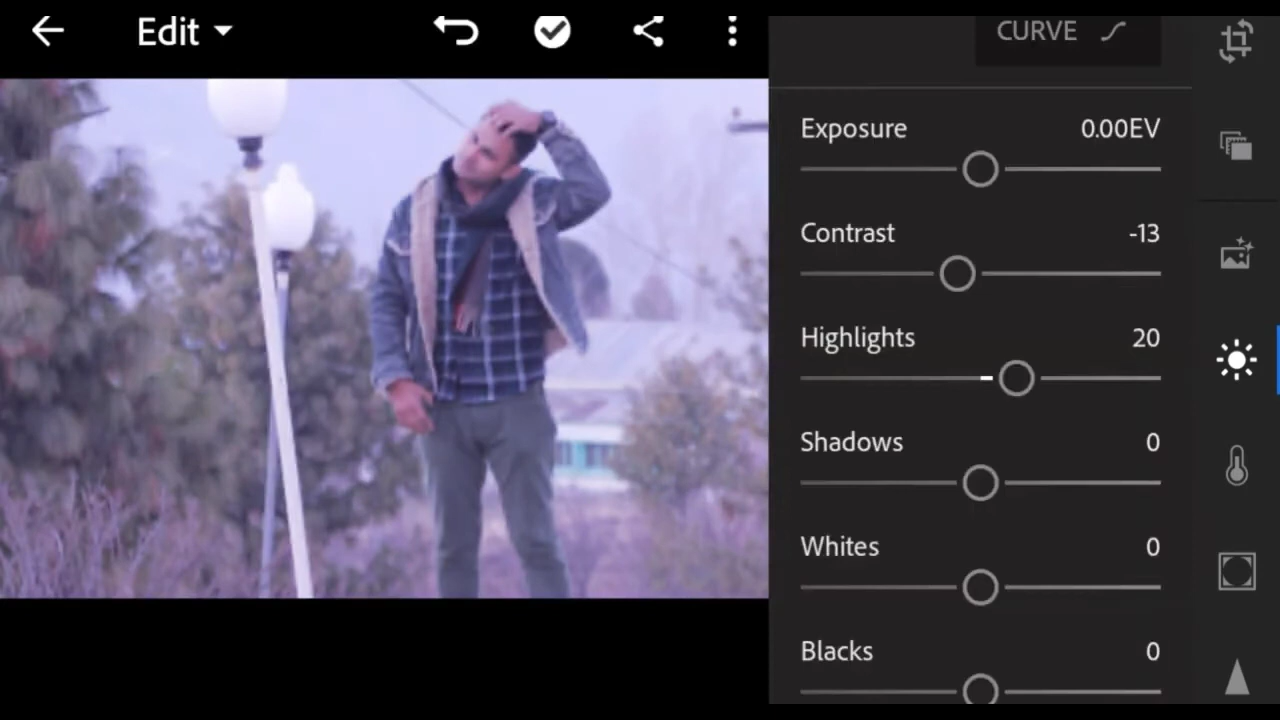 Edit
CURVE
Exposure 0.00EV
Contrast -13
Highlights 20
Shadows 0
Whites 0
Blacks 0